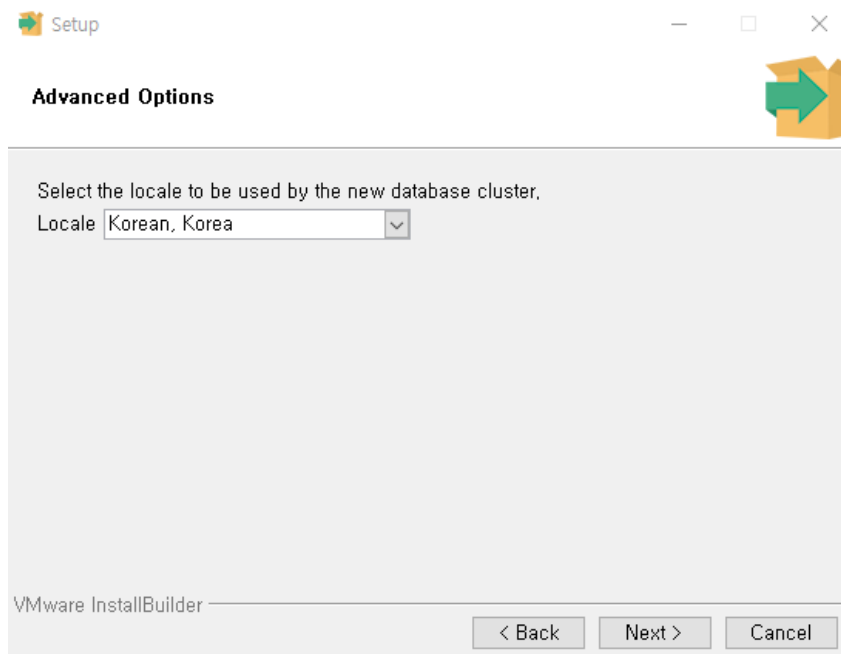 Setup
Advanced Options
Select the locale to be used by the new database cluster.
Locale Korean, Korea
VMware InstallBuilder
< Back Next > Cancel